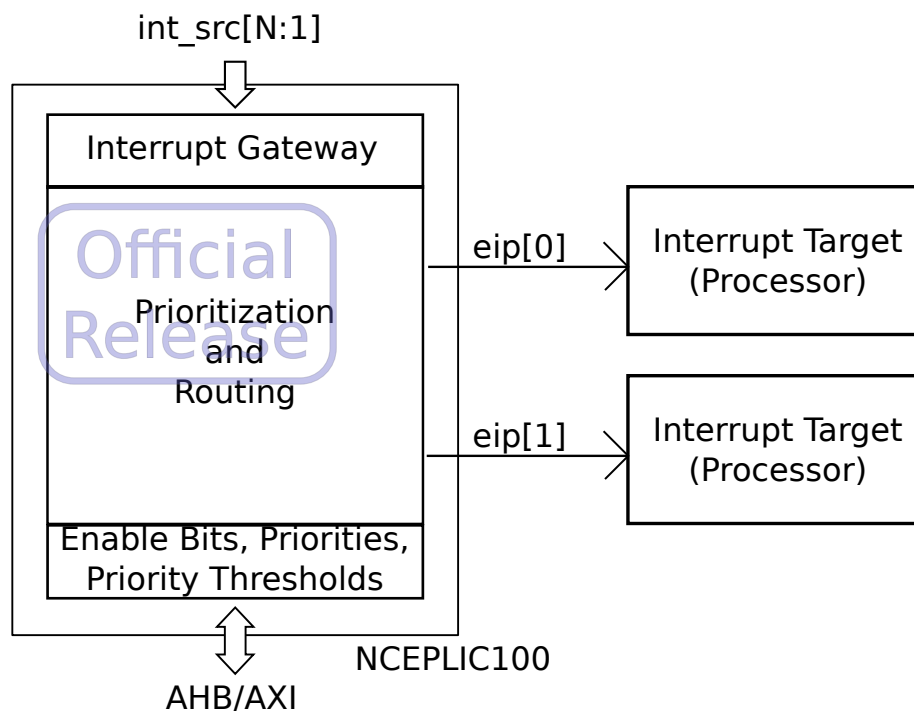 int_src[N:1]
Interrupt Gateway
Official
Release
Prioritization
and
Routing
eip[0]
Interrupt Target
(Processor)
eip[1]
Interrupt Target
(Processor)
Enable Bits, Priorities,
Priority Thresholds
NCEPLIC100
AHB/AXI